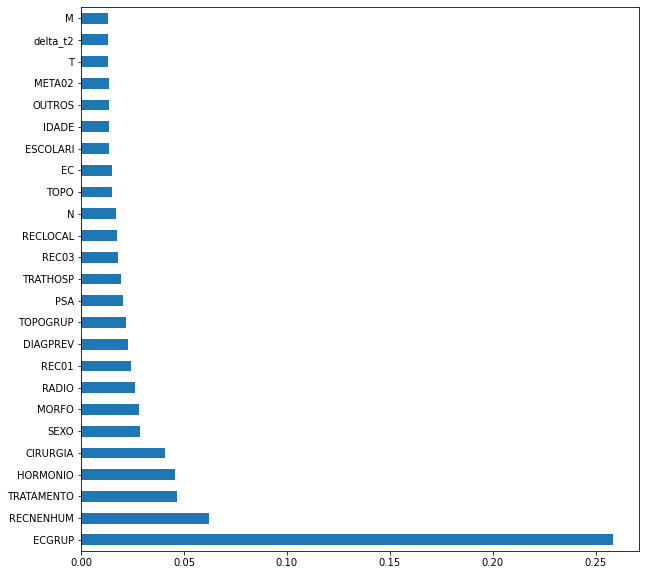 M
delta_t2
T
META02
OUTROS
IDADE
ESCOLARI
EC
TOPO
N
RECLOCAL
REC03
TRATHOSP
PSA
TOPOGRUP
DIAGPREV
REC01
RADIO
MORFO
SEXO
CIRURGIA
HORMONIO
TRATAMENTO
RECNENHUM
ECGRUP
0.00 0.05 0.10 0.15 0.20 0.25